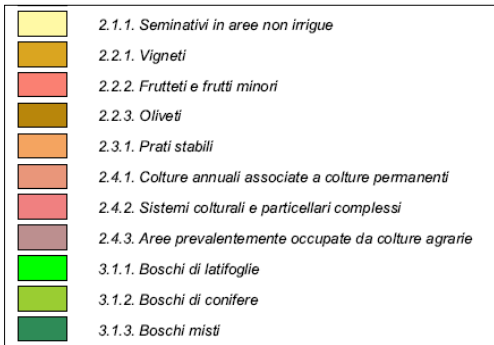 2.1.1. Seminativi in aree non irrigue
2.2.1. Vigneti
2.2.2. Frutteti e frutti minori
2.2.3. Oliveti
2.3.1. Prati stabili
2.4.1. Colture annuali associate a colture permanenti
2.4.2. Sistemi colturali e particellari complessi
2.4.3. Aree prevalentemente occupate da colture agrarie
3.1.1. Boschi di latifoglie
3.1.2. Boschi di conifere
3.1.3. Boschi misti